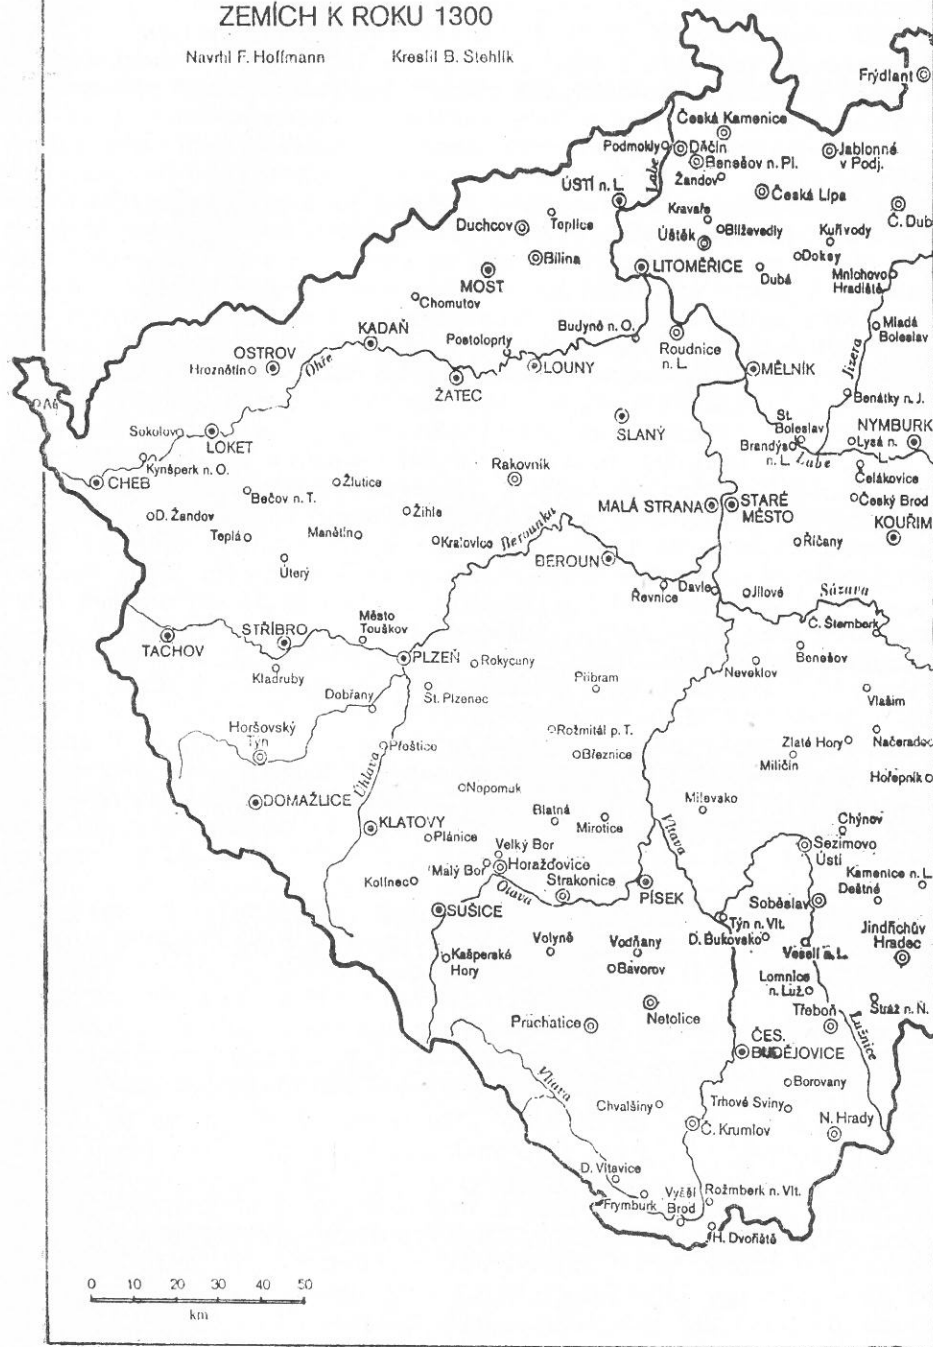 ZEMÍCH K ROKU 1300
Navrhl F. Hoffmann
Kreslil B. Stehlík
Frýdlant
Česká Kamenice
Podmokly
Děčín
Benešov n. Pl.
Jablonné
v Podj.
Labe
Žandov
ÚSTÍ n. L.
Česká Lípa
Č. Dub
Kravaře
Teplice
Duchcov
Blíževedly
Kuřivody
Úštěk
Bílina
Doksy
LITOMĚŘICE
Dubá
Mnichovo
Hradiště
MOST
Chomutov
Budyně n. O.
Mladá
Boleslav
KADAŇ
Postoloprty
Roudnice
n. L.
Jizera
OSTROV
Hroznětín
Ohře
LOUNY
MĚLNÍK
ŽATEC
Benátky n. J.
Aš
St.
Boleslav
NYMBURK
Sokolov
LOKET
SLANÝ
Brandýs
n. L.
Labe
Lysá n.
L.
Kynšperk n. O.
Rakovník
Čelákovice
CHEB
Žlutice
Bečov n. T.
Český Brod
MALÁ STRANA
STARÉ
MĚSTO
D. Žandov
Žihle
KOUŘIM
Teplá
Manětín
Kralovice
Berounka
Říčany
BEROUN
Úterý
Řevnice
Davle
Jílové
Sázava
Město
Touškov
Č. Šternberk
STŘÍBRO
TACHOV
PLZEŇ
Rokycany
Benešov
Neveklov
Kladruby
Příbram
Dobřany
St. Plzenec
Vlašim
Horšovský
Týn
Rožmitál p. T.
Načeradec
Přeštice
Zlaté Hory
Březnice
Miličín
Hořepník
Úhlava
Nepomuk
DOMAŽLICE
Milevsko
Blatná
Mirotice
Vltava
Chýnov
KLATOVY
Plánice
Sezimovo
Ústí
Velký Bor
Malý Bor
Horažďovice
Kamenice n. L.
Kolinec
Strakonice
Otava
PÍSEK
Deštné
Soběslav
SUŠICE
Týn n. Vlt.
D. Bukovsko
Jindřichův
Hradec
Volyně
Vodňany
Veselí n. L.
Kašperské
Hory
Bavorov
Lomnice
n. Luž.
Stráž n. N.
Netolice
Třeboň
Prachatice
ČES.
BUDĚJOVICE
Lužnice
Vltava
Borovany
Chvalšiny
Trhové Sviny
Č. Krumlov
N. Hrady
D. Vltavice
Frymburk
Vyšší
Brod
Rožmberk n. Vlt.
H. Dvořiště
0 10 20 30 40 50
km